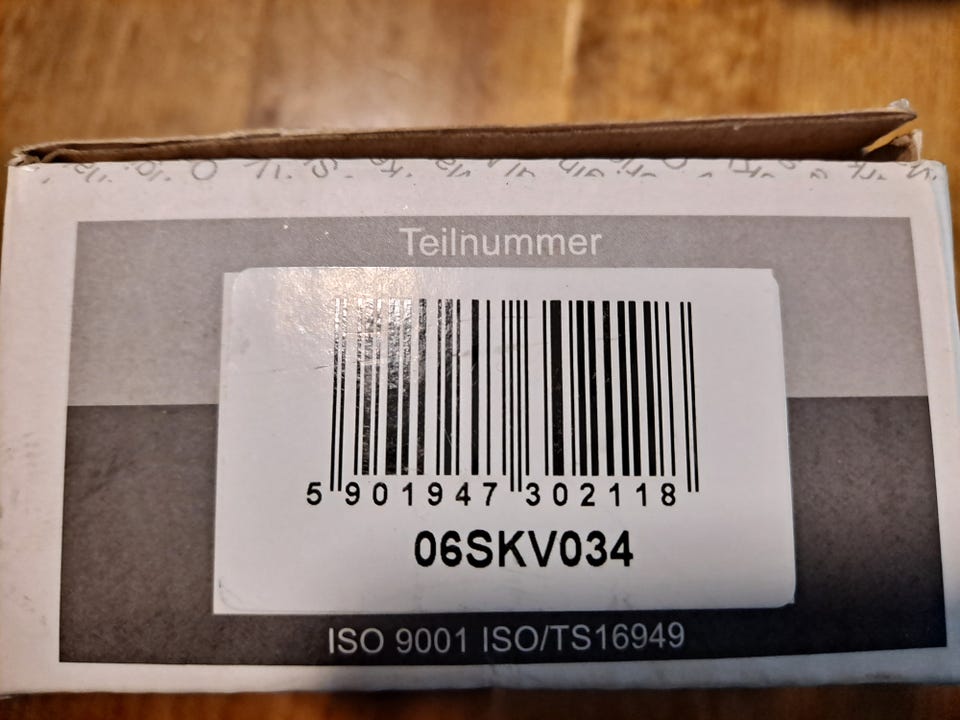 Teilnummer
5 901947 302118
06SKV034
ISO 9001 ISO/TS16949